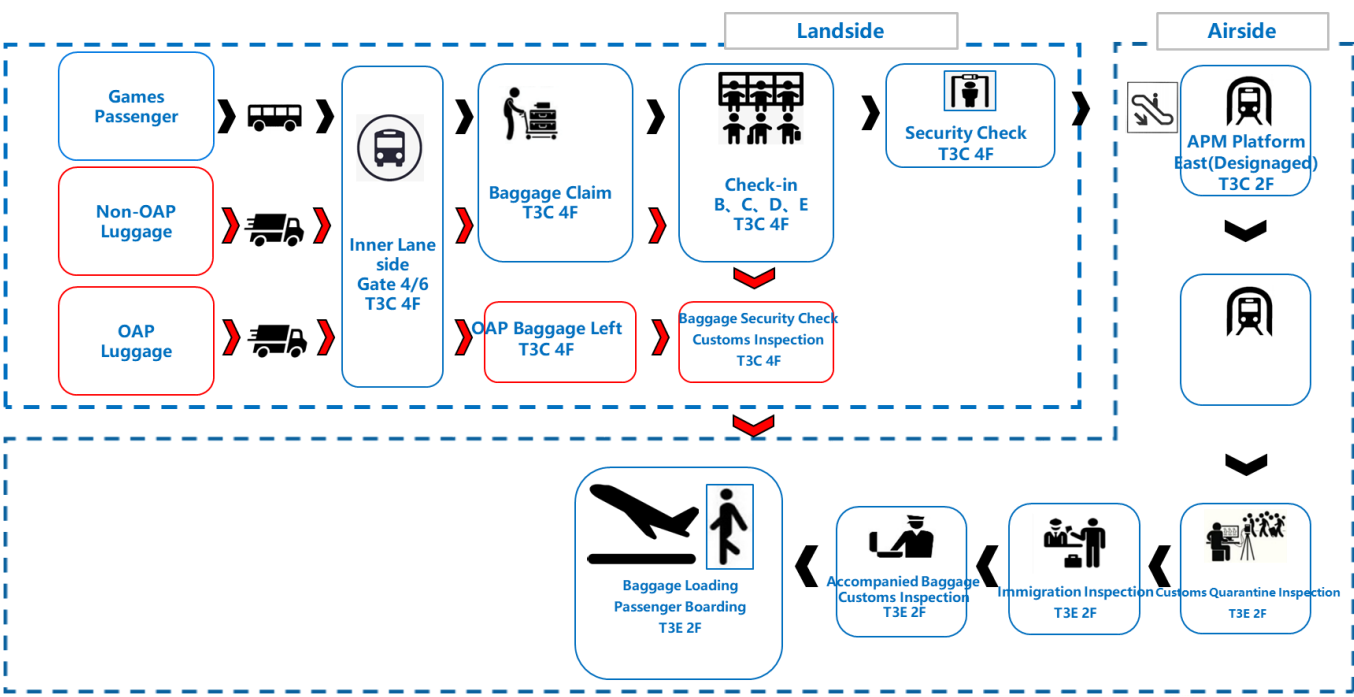 Landside
Airside
Games
Passenger
Non-OAP
Luggage
OAP
Luggage
Inner Lane
side
Gate 4/6
T3C 4F
Baggage Claim
T3C 4F
OAP Baggage Left
T3C 4F
Check-in
B、C、D、E
T3C 4F
Baggage Security Check
Customs Inspection
T3C 4F
Security Check
T3C 4F
APM Platform
East(Designaged)
T3C 2F
Customs Quarantine Inspection
T3E 2F
Immigration Inspection
T3E 2F
Accompanied Baggage
Customs Inspection
T3E 2F
Baggage Loading
Passenger Boarding
T3E 2F